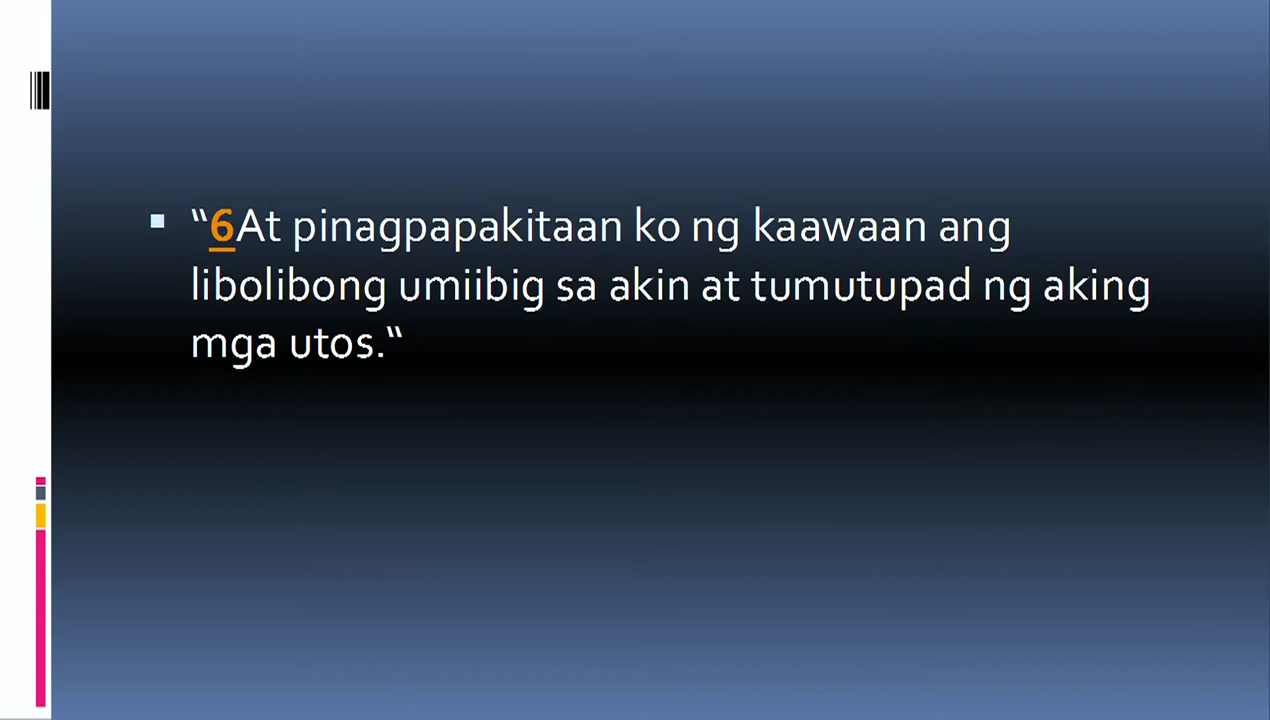 “6At pinagpapakitaan ko ng kaawaan ang
libolibong umiibig sa akin at tumutupad ng aking
mga utos.“